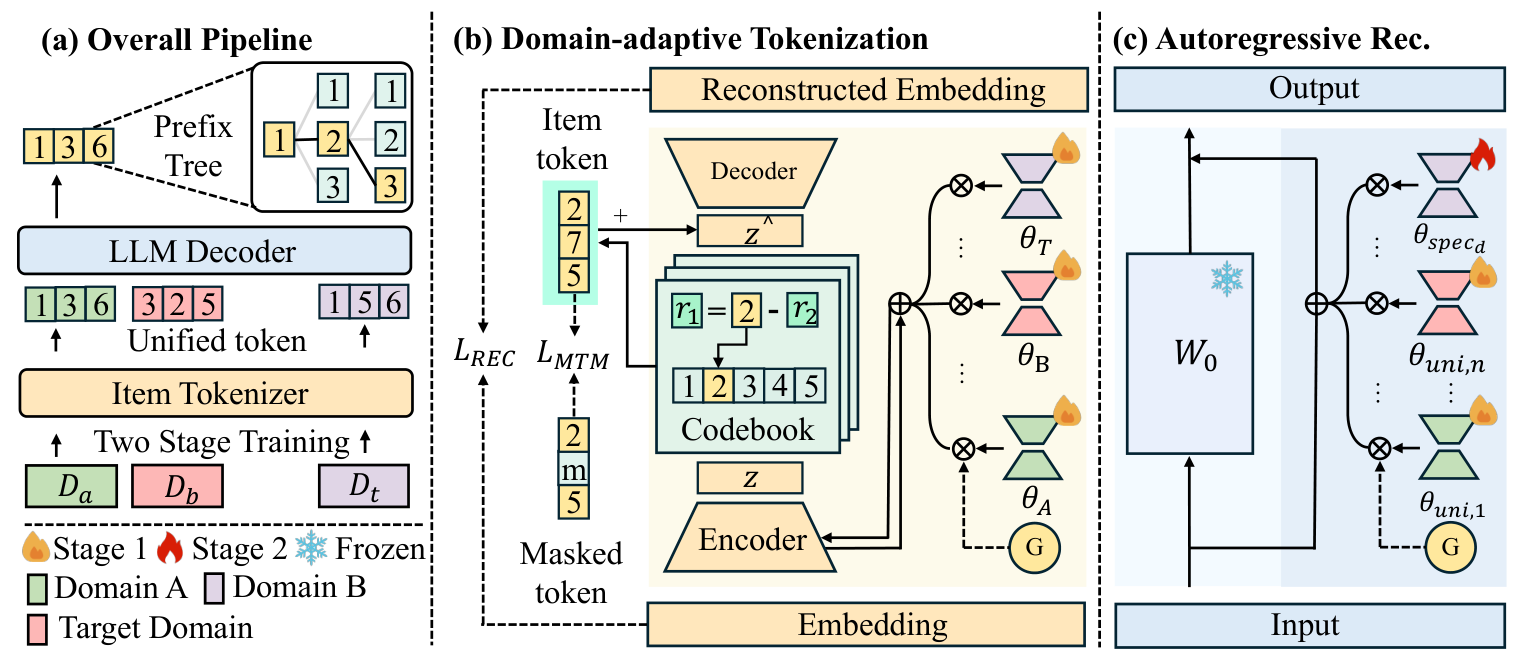 (a) Overall Pipeline
1 3 6
Prefix
Tree
1
1
1 2 2
3
3
LLM Decoder
1 3 6
3 2 5
1 5 6
Unified token
Item Tokenizer
Two Stage Training
D_a
D_b
D_t
Stage 1
Stage 2
Frozen
Domain A
Domain B
Target Domain
(b) Domain-adaptive Tokenization
Reconstructed Embedding
Item
token
2
7
5
+
Decoder
z^
r_1 = 2 - r_2
1 2 3 4 5
Codebook
L_REC
L_MTM
2
m
5
Masked
token
z
Encoder
θ_T
⋮
θ_B
⋮
θ_A
G
Embedding
(c) Autoregressive Rec.
Output
W_0
θ_spec_d
⋮
θ_uni,n
⋮ ⋮
θ_uni,1
G
Input